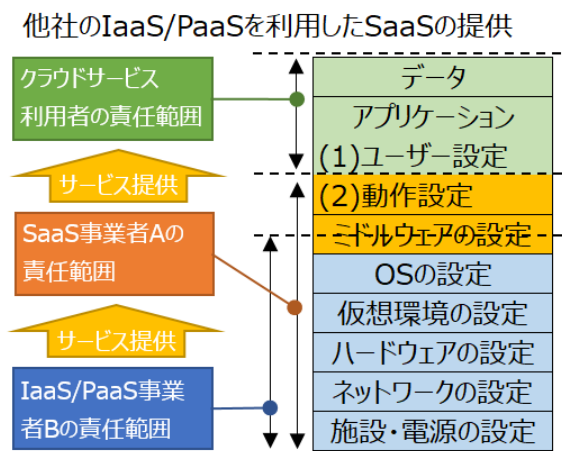 他社のIaaS/PaaSを利用したSaaSの提供
クラウドサービス
利用者の責任範囲
サービス提供
SaaS事業者Aの
責任範囲
サービス提供
IaaS/PaaS事業
者Bの責任範囲
データ
アプリケーション
(1)ユーザー設定
(2)動作設定
ミドルウェアの設定
OSの設定
仮想環境の設定
ハードウェアの設定
ネットワークの設定
施設・電源の設定